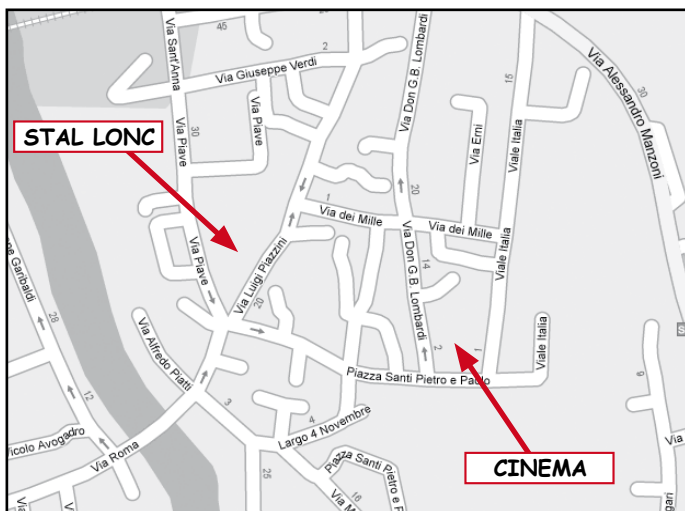 45
2
Via Sant'Anna
Via Giuseppe Verdi
Via Don G.B. Lombardi
15
Via Alessandro Manzoni
30
STAL LONC
30
Via Piave
Via Piave
Via Erni
Viale Italia
20
1
Via dei Mille
Via dei Mille
Via Piave
Via Luigi Piazzini
20
Via Don G.B. Lombardi
14
Viale Italia
Garibaldi
28
Via Alfredo Piatti
2
1
Viale Italia
S
Piazza Santi Pietro e Paolo
9
12
3
4
Largo 4 Novembre
Vicolo Avogadro
Via Roma
25
Piazza Santi Pietro e P
16
CINEMA
Via